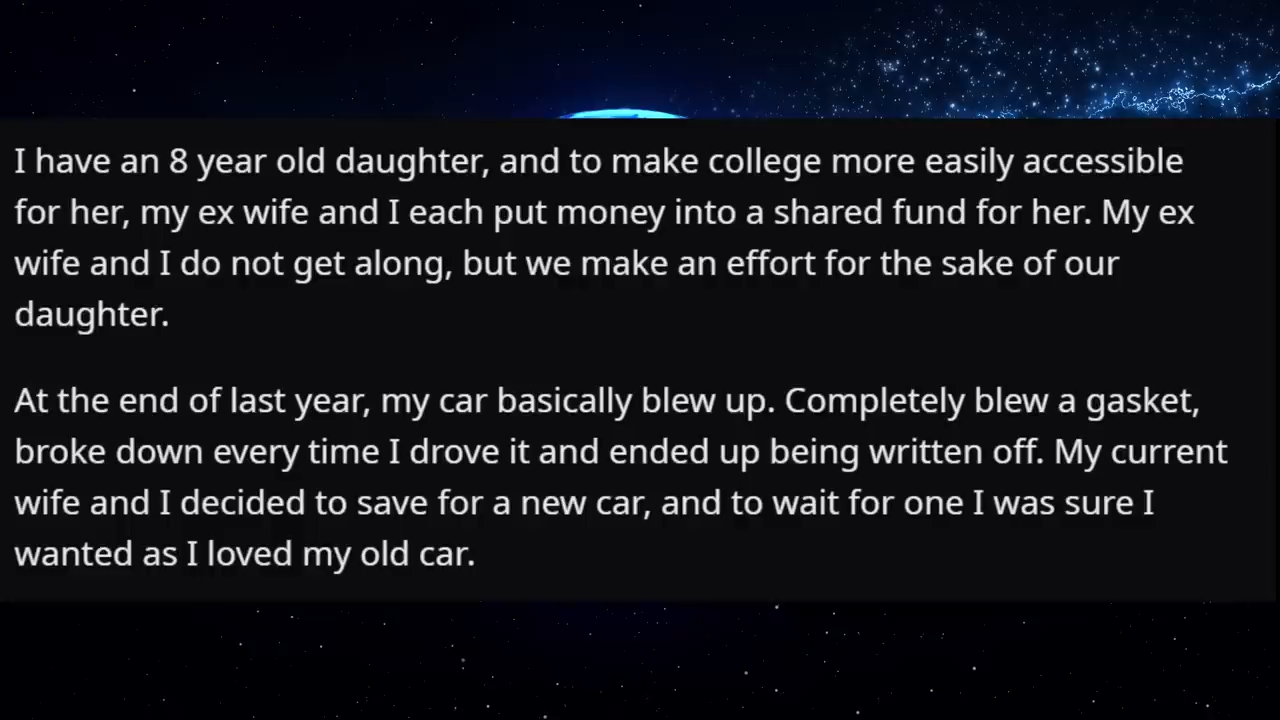 I have an 8 year old daughter, and to make college more easily accessible
for her, my ex wife and I each put money into a shared fund for her. My ex
wife and I do not get along, but we make an effort for the sake of our
daughter.
At the end of last year, my car basically blew up. Completely blew a gasket,
broke down every time I drove it and ended up being written off. My current
wife and I decided to save for a new car, and to wait for one I was sure I
wanted as I loved my old car.